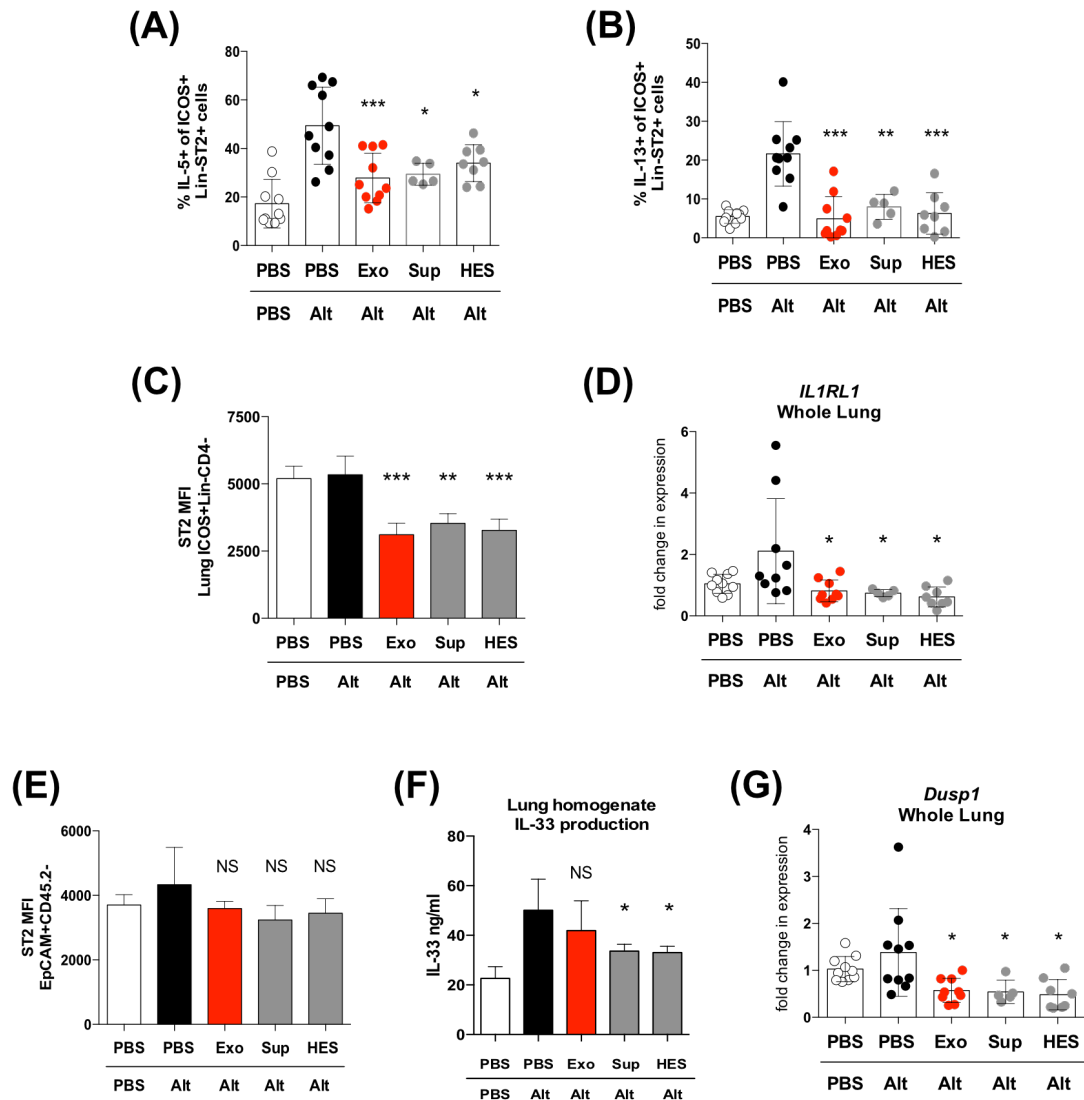 (A)
% IL-5+ of ICOS+
Lin-ST2+ cells
80
60
40
20
0
***
*
*
PBS PBS Exo Sup HES
PBS Alt Alt Alt Alt
(B)
% IL-13+ of ICOS+
Lin-ST2+ cells
50
40
30
20
10
0
***
**
***
PBS PBS Exo Sup HES
PBS Alt Alt Alt Alt
(C)
ST2 MFI
Lung ICOS+Lin-CD4-
7500
5000
2500
0
***
**
***
PBS PBS Exo Sup HES
PBS Alt Alt Alt Alt
(D)
IL1RL1
Whole Lung
fold change in expression
6
4
2
0
*
*
*
PBS PBS Exo Sup HES
PBS Alt Alt Alt Alt
(E)
ST2 MFI
EpCAM+CD45.2-
6000
4000
2000
0
NS NS NS
PBS PBS Exo Sup HES
PBS Alt Alt Alt Alt
(F)
Lung homogenate
IL-33 production
IL-33 ng/ml
80
60
40
20
0
NS
*
*
PBS PBS Exo Sup HES
PBS Alt Alt Alt Alt
(G)
Dusp1
Whole Lung
fold change in expression
4
3
2
1
0
*
*
*
PBS PBS Exo Sup HES
PBS Alt Alt Alt Alt